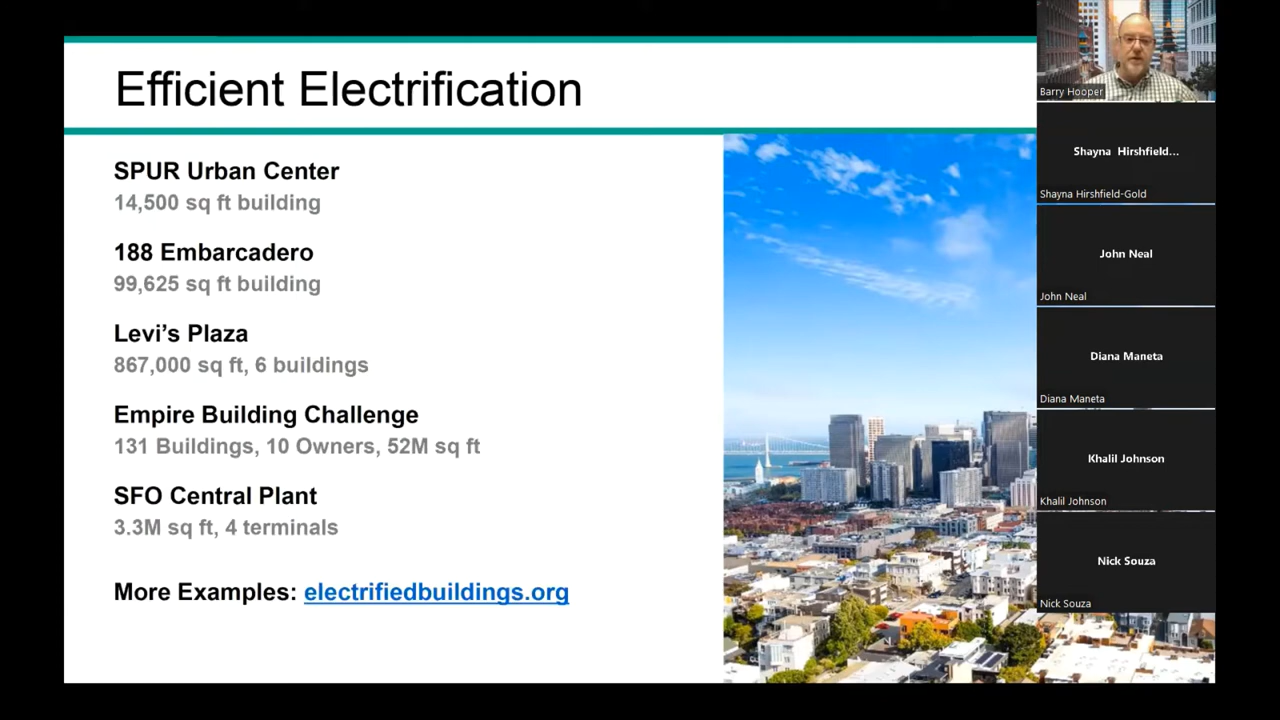 Efficient Electrification
SPUR Urban Center
14,500 sq ft building
188 Embarcadero
99,625 sq ft building
Levi’s Plaza
867,000 sq ft, 6 buildings
Empire Building Challenge
131 Buildings, 10 Owners, 52M sq ft
SFO Central Plant
3.3M sq ft, 4 terminals
More Examples: electrifiedbuildings.org
Barry Hooper
Shayna Hirshfield...
Shayna Hirshfield-Gold
John Neal
John Neal
Diana Maneta
Diana Maneta
Khalil Johnson
Khalil Johnson
Nick Souza
Nick Souza